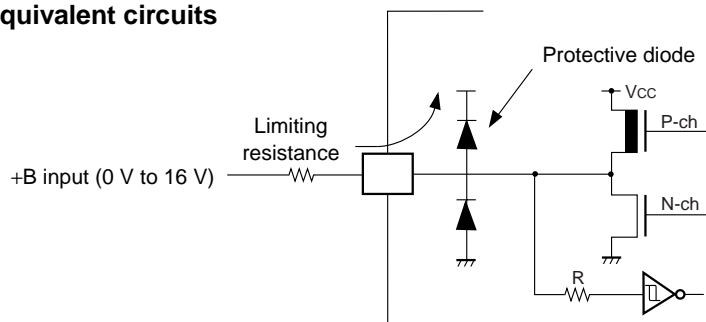 quivalent circuits
Protective diode
VCC
P-ch
Limiting
resistance
+B input (0 V to 16 V)
N-ch
R